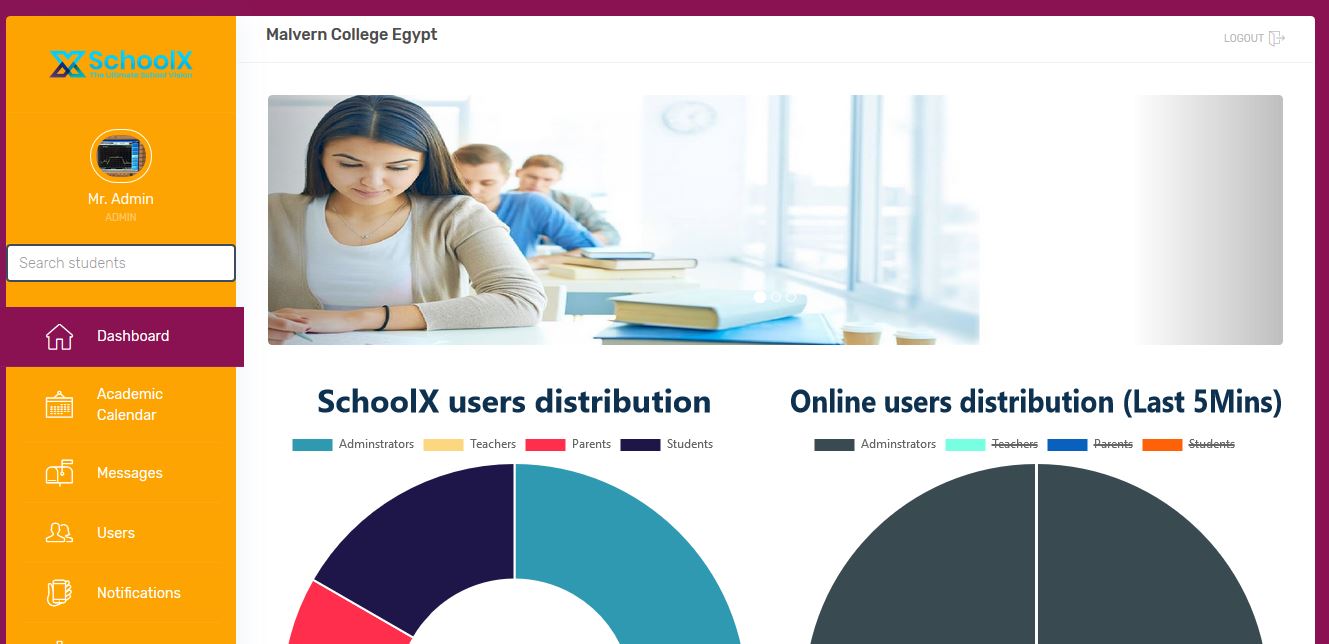 SchoolX
The Ultimate School Vision
Malvern College Egypt
LOGOUT
Mr. Admin
ADMIN
Search students
Dashboard
Academic
Calendar
Messages
Users
Notifications
SchoolX users distribution
Adminstrators Teachers Parents Students
Online users distribution (Last 5Mins)
Adminstrators Teachers Parents Students